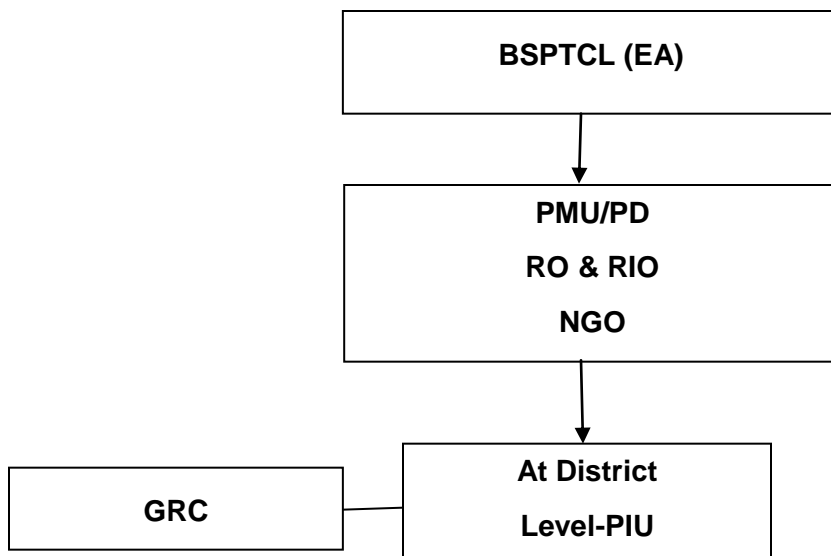 BSPTCL (EA)
PMU/PD
RO & RIO
NGO
At District
Level-PIU
GRC